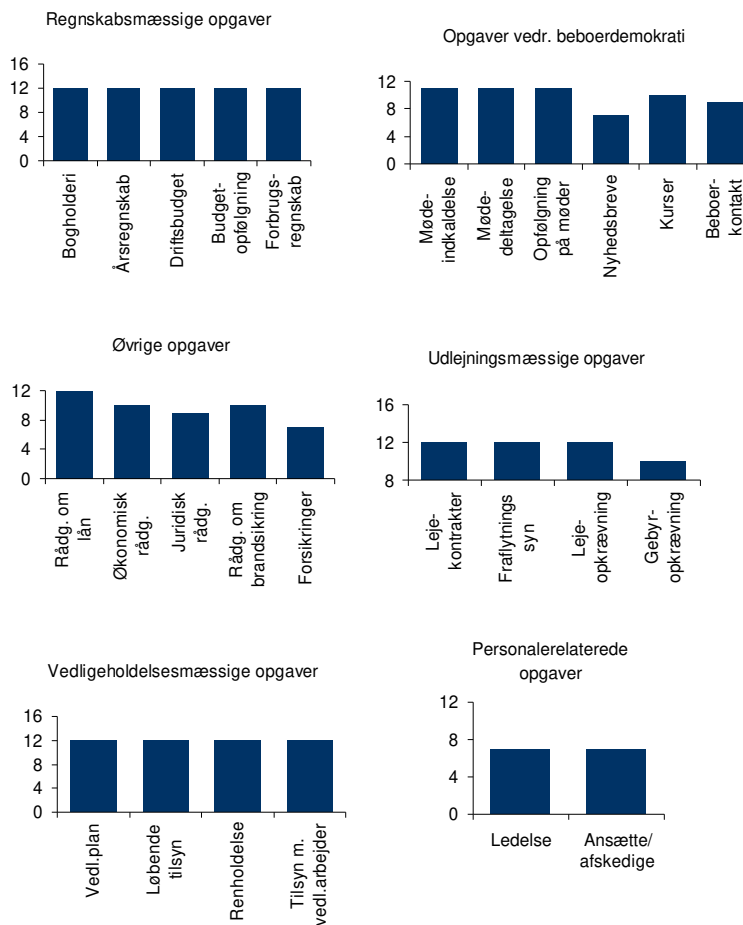 Regnskabsmæssige opgaver
16
12
8
4
0
Bogholderi
Årsregnskab
Driftsbudget
Budget-
opfølgning
Forbrugs-
regnskab
Opgaver vedr. beboerdemokrati
12
8
4
0
Møde-
indkaldelse
Møde-
deltagelse
Opfølgning
på møder
Nyhedsbreve
Kurser
Beboer-
kontakt
Øvrige opgaver
12
8
4
0
Rådg. om
lån
Økonomisk
rådg.
Juridisk
rådg.
Rådg. om
brandsikring
Forsikringer
Udlejningsmæssige opgaver
16
12
8
Leje-
kontrakter
Fraflytnings
syn
Leje-
opkrævning
Gebyr-
opkrævning
Vedligeholdelsesmæssige opgaver
16
12
8
4
0
Vedl.plan
Løbende
tilsyn
Renholdelse
Tilsyn m.
vedl.arbejder
Personalerelaterede
opgaver
12
8
4
0
Ledelse
Ansætte/
afskedige